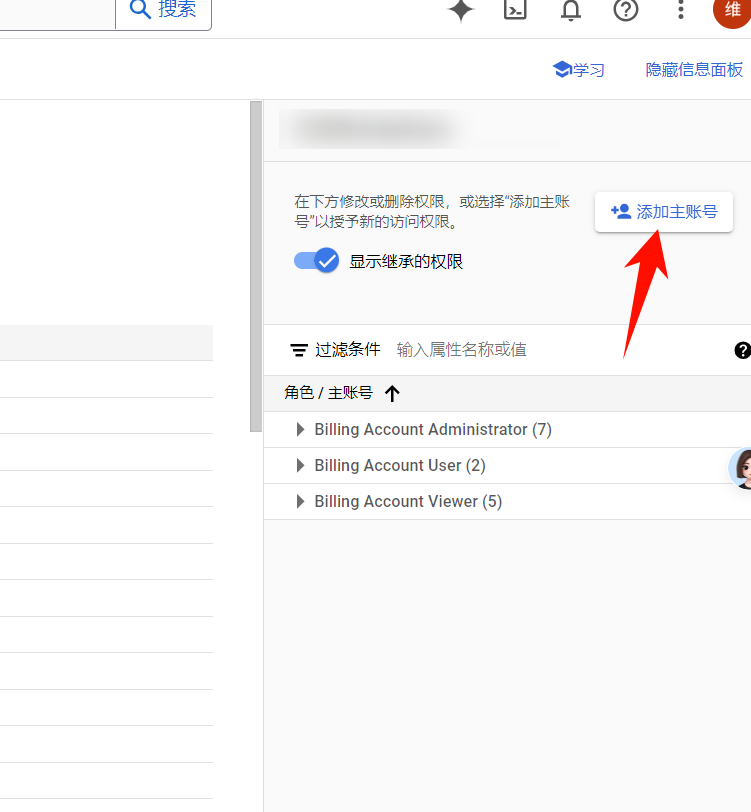 搜索
维
学习
隐藏信息面板
在下方修改或删除权限，或选择“添加主账
号”以授予新的访问权限。
添加主账号
显示继承的权限
过滤条件 输入属性名称或值
角色 / 主账号
Billing Account Administrator (7)
Billing Account User (2)
Billing Account Viewer (5)